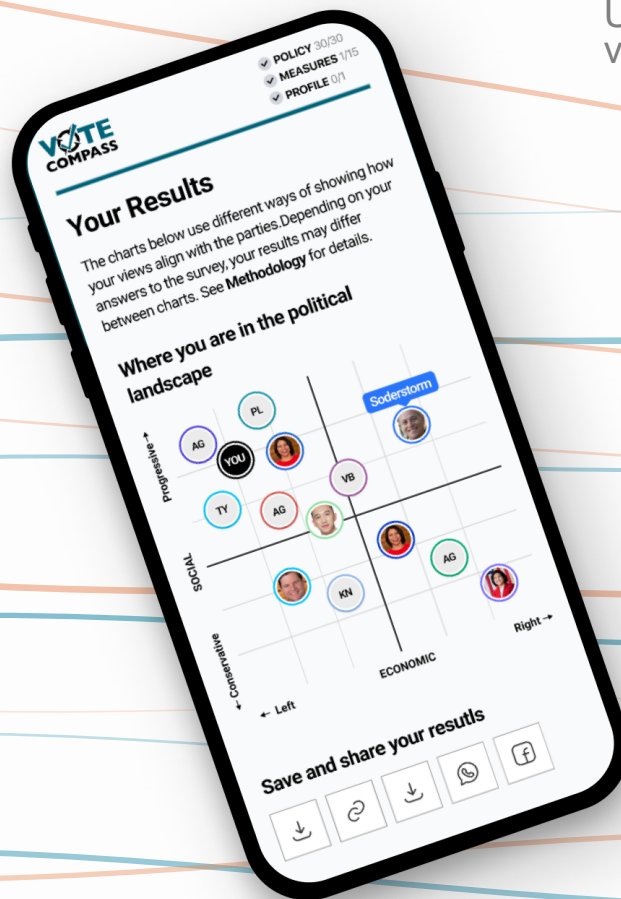 VOTE
COMPASS
POLICY 30/30
MEASURES 1/15
PROFILE 0/1
Your Results
The charts below use different ways of showing how
your views align with the parties.Depending on your
answers to the survey, your results may differ
between charts. See Methodology for details.
Where you are in the political
landscape
Soderstorm
PL
AG
YOU
VB
TY
AG
AG
KN
Progressive→
SOCIAL
←Conservative
← Left
ECONOMIC
Right →
Save and share your resutls